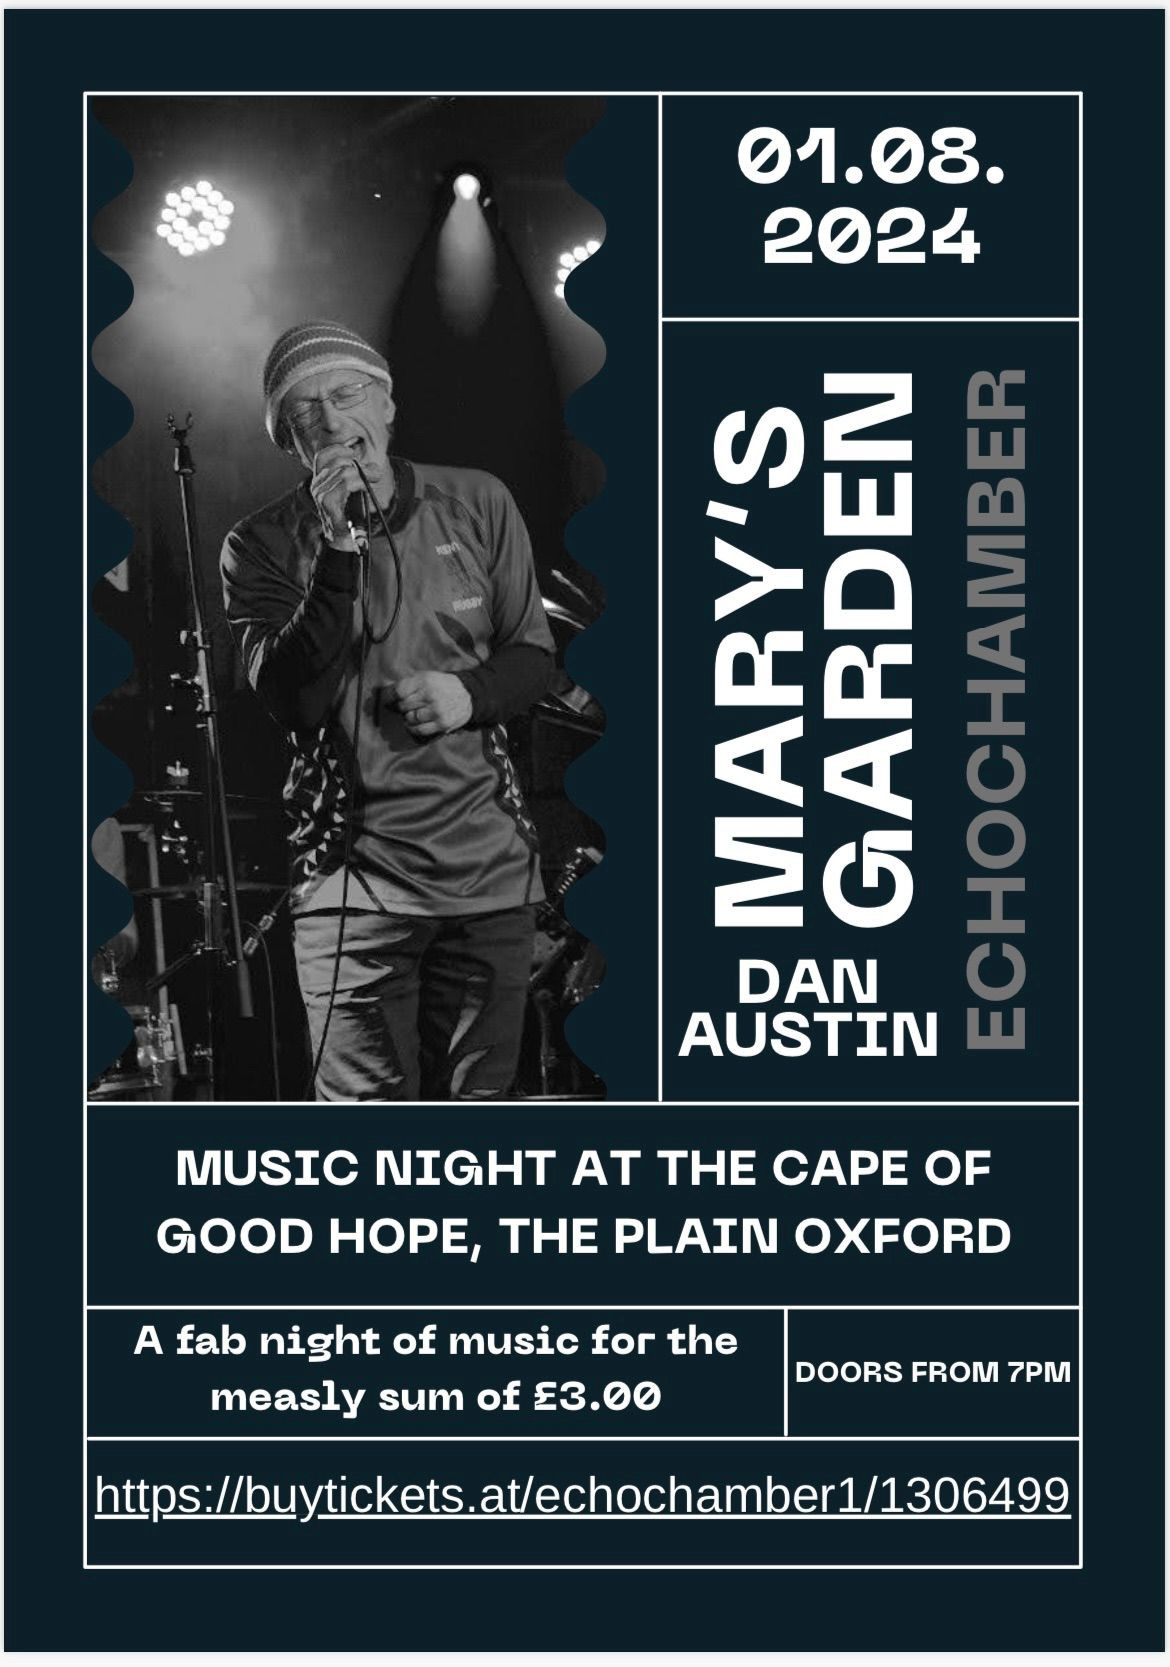 01.08.
2024
MARY'S
GARDEN
ECHOCHAMBER
DAN
AUSTIN
KENT
RUGBY
MUSIC NIGHT AT THE CAPE OF
GOOD HOPE, THE PLAIN OXFORD
A fab night of music for the
measly sum of £3.00
DOORS FROM 7PM
https://buytickets.at/echochamber1/1306499